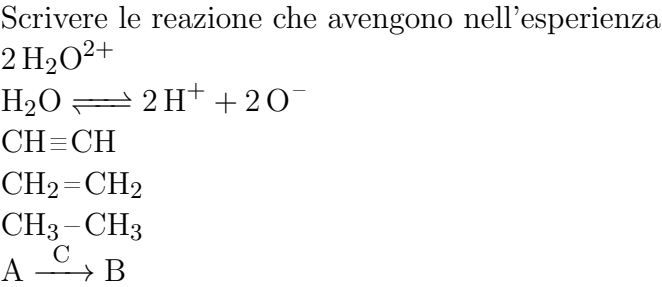 Scrivere le reazione che avengono nell'esperienza
2 H₂O²⁺
H₂O ⇌ 2 H⁺ + 2 O⁻
CH≡CH
CH₂=CH₂
CH₃–CH₃
A –C→ B